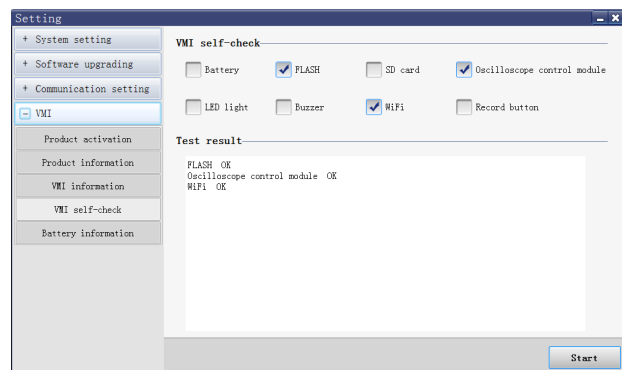 Setting
+ System setting
+ Software upgrading
+ Communication setting
- VMI
Product activation
Product information
VMI information
VMI self-check
Battery information
VMI self-check
Battery FLASH SD card Oscilloscope control module
LED light Buzzer WiFi Record button
Test result
FLASH OK
Oscilloscope control module OK
WiFi OK
Start